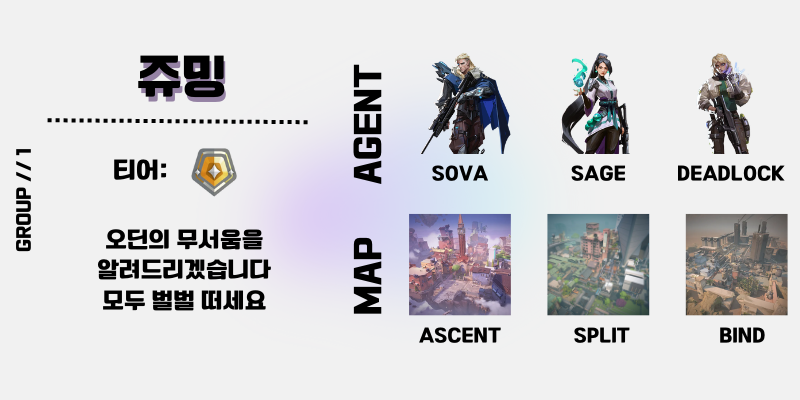 쥬밍
GROUP // 1
티어:
오딘의 무서움을
알려드리겠습니다
모두 벌벌 떠세요
AGENT
SOVA
SAGE
DEADLOCK
MAP
ASCENT
SPLIT
BIND